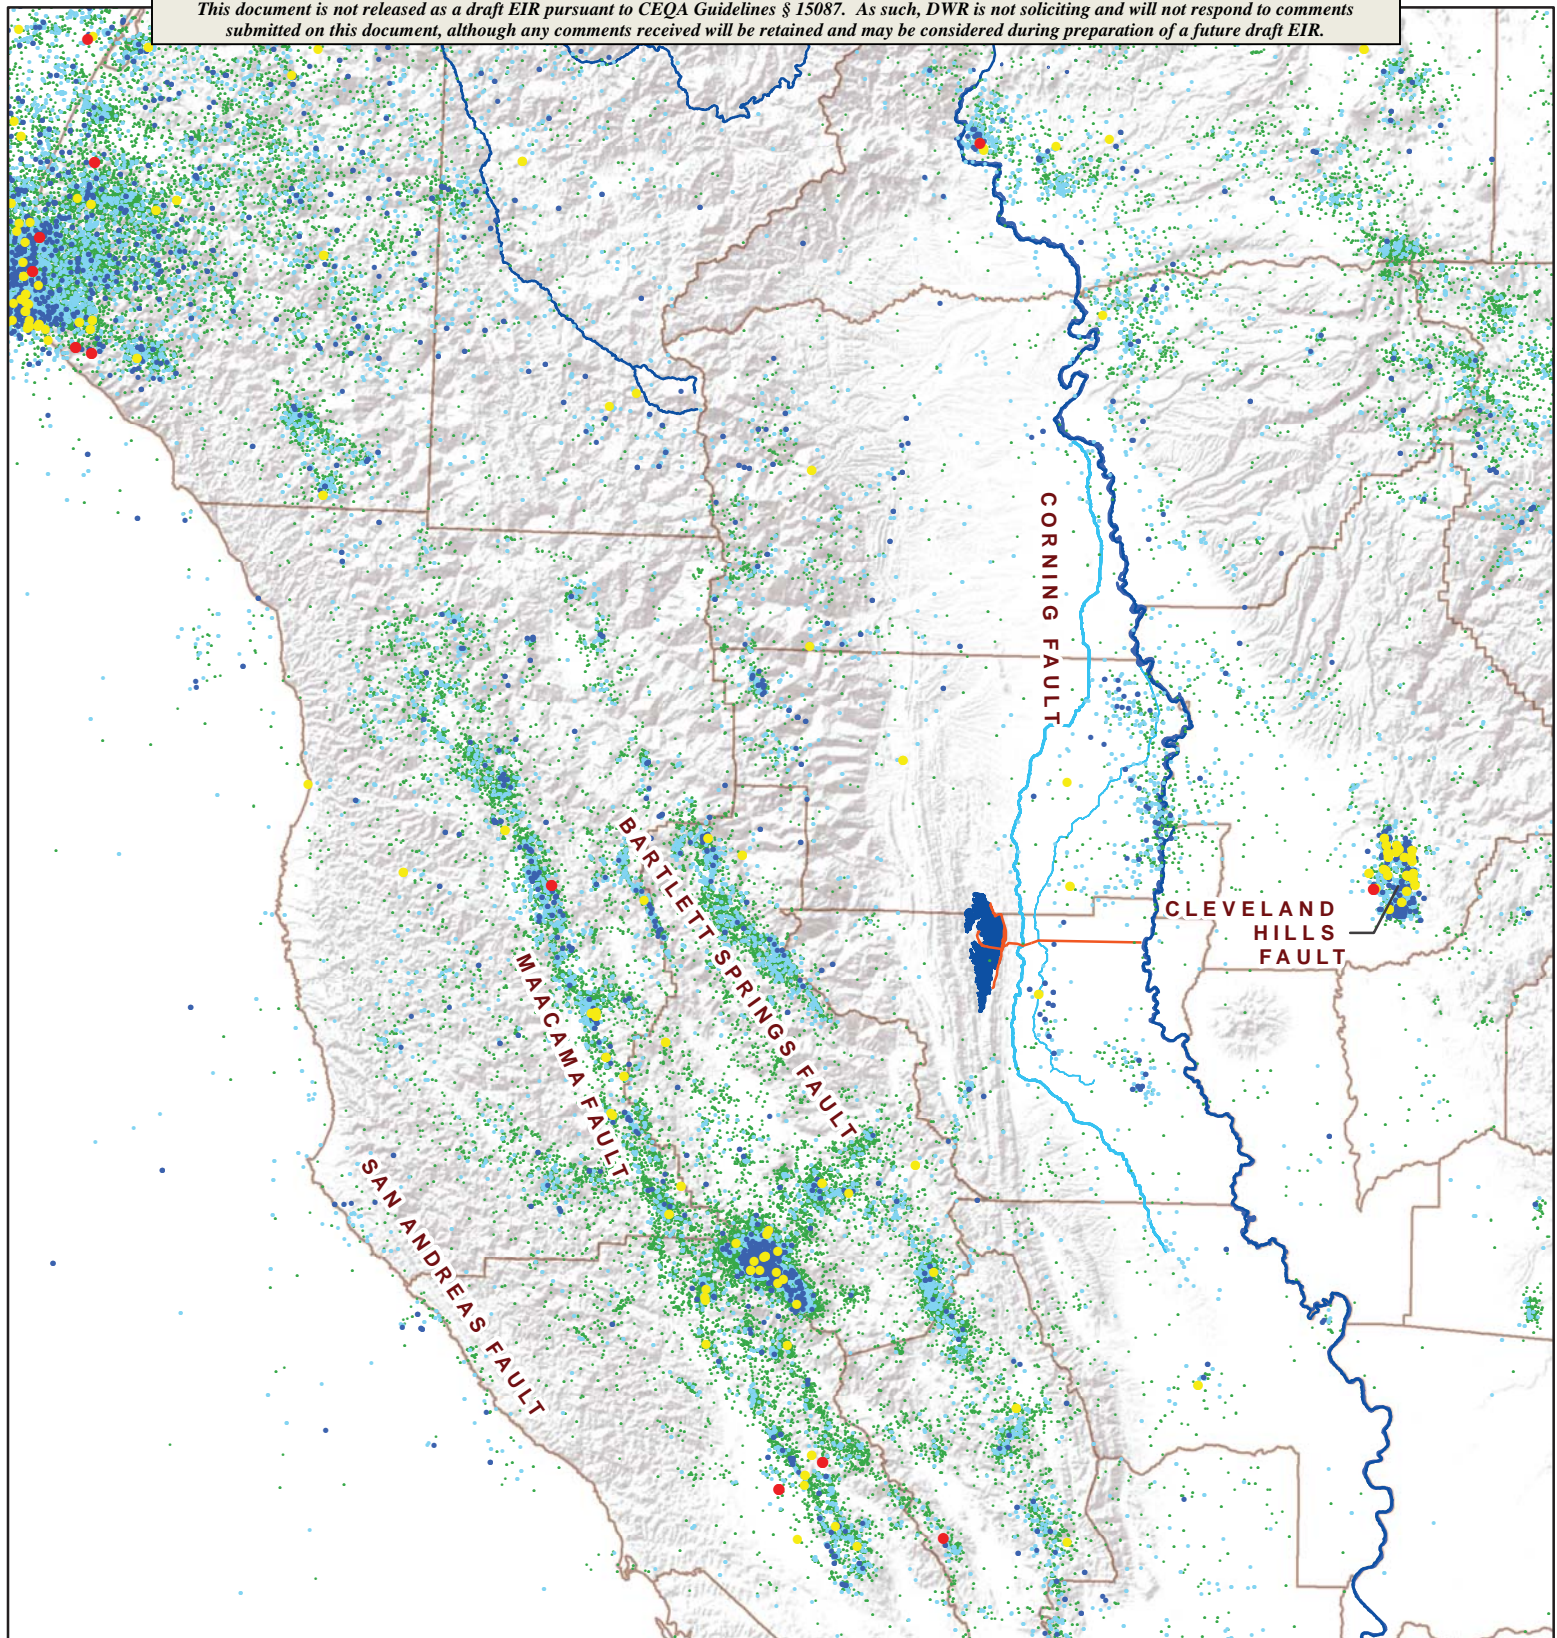 This document is not released as a draft EIR pursuant to CEQA Guidelines § 15087. As such, DWR is not soliciting and will not respond to comments
submitted on this document, although any comments received will be retained and may be considered during preparation of a future draft EIR.
CORNING FAULT
BARTLETT SPRINGS FAULT
CLEVELAND
HILLS
FAULT
MAACAMA FAULT
SAN ANDREAS FAULT